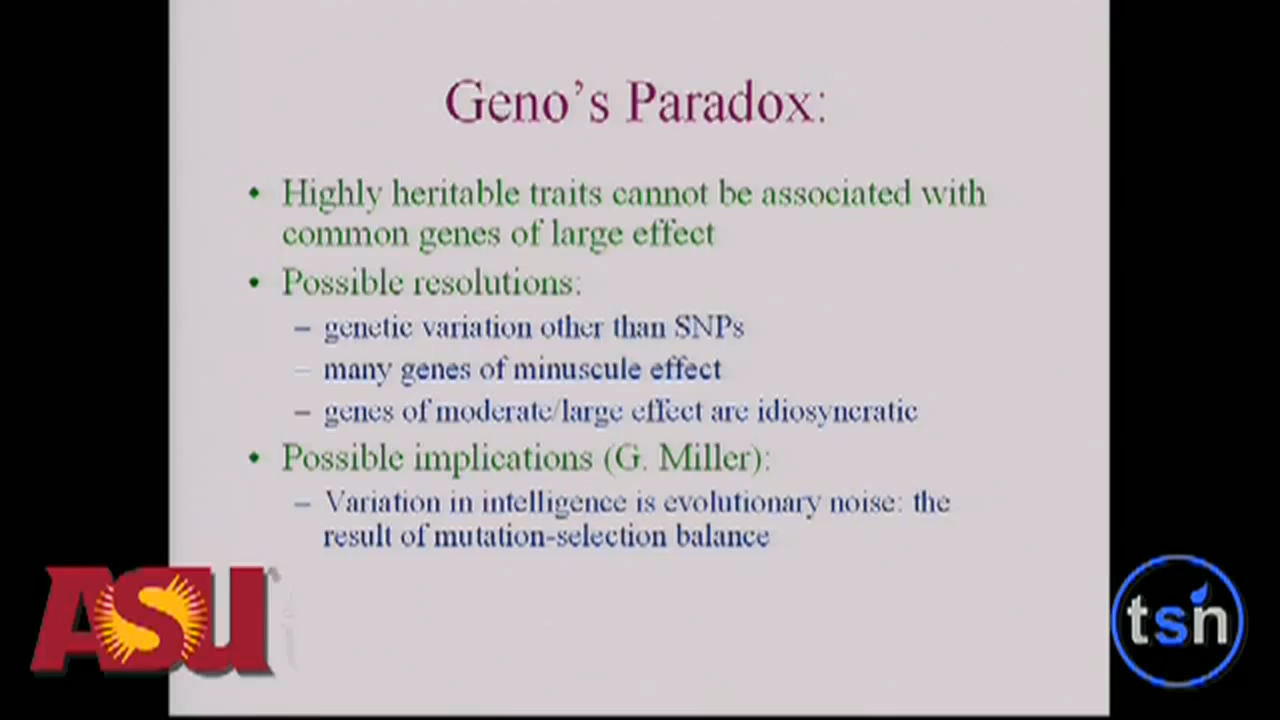 Geno's Paradox:
• Highly heritable traits cannot be associated with
common genes of large effect
• Possible resolutions:
– genetic variation other than SNPs
– many genes of minuscule effect
– genes of moderate/large effect are idiosyncratic
• Possible implications (G. Miller):
– Variation in intelligence is evolutionary noise: the
result of mutation-selection balance
ASU
tsn